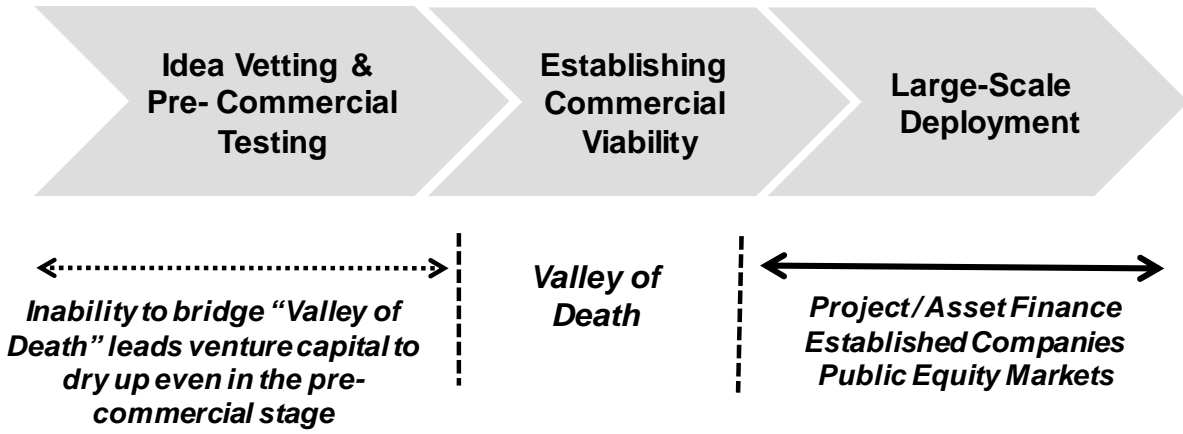 Idea Vetting &
Pre- Commercial
Testing
Establishing
Commercial
Viability
Large-Scale
Deployment
Inability to bridge “Valley of
Death” leads venture capital to
dry up even in the pre-
commercial stage
Valley of
Death
Project / Asset Finance
Established Companies
Public Equity Markets